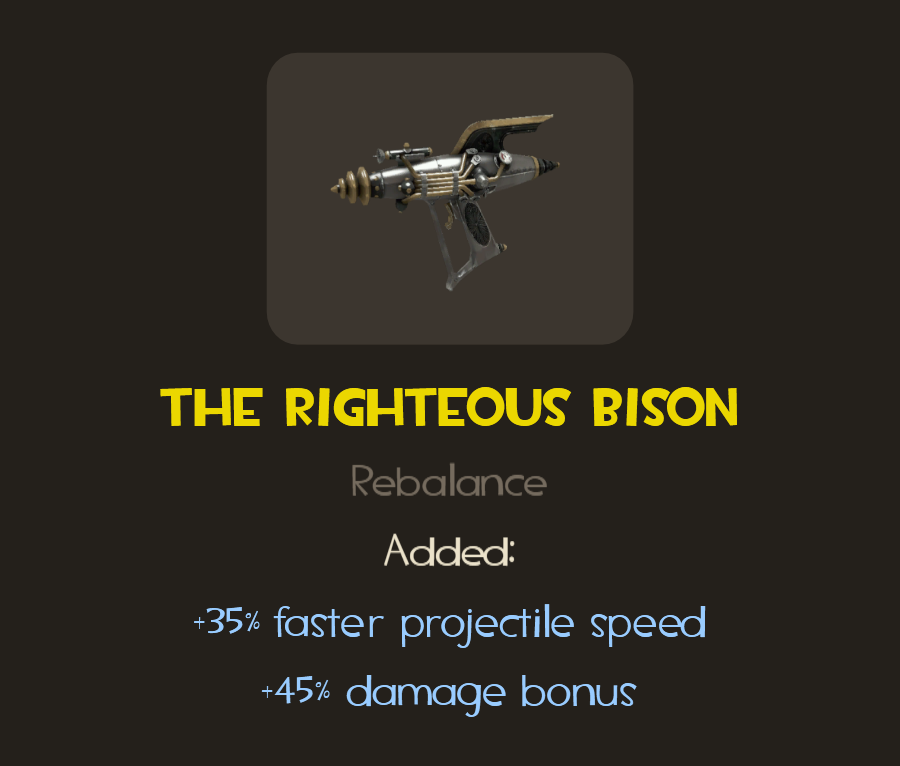 THE RIGHTEOUS BISON
Rebalance
Added:
+35% faster projectile speed
+45% damage bonus